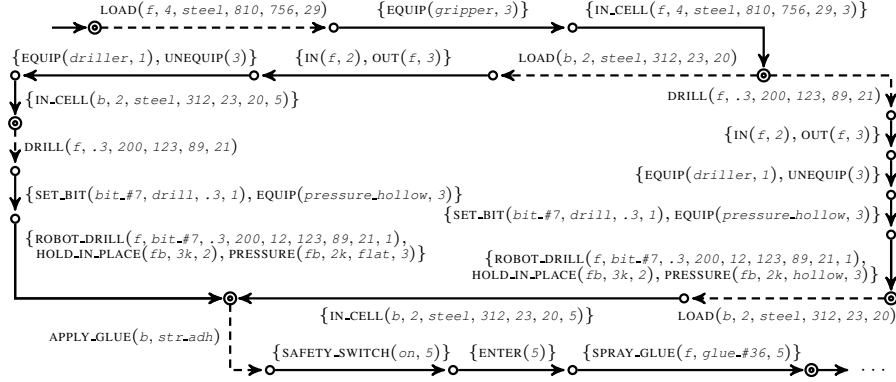 LOAD(f, 4, steel, 810, 756, 29)
{EQUIP(gripper, 3)}
{IN_CELL(f, 4, steel, 810, 756, 29, 3)}
{EQUIP(driller, 1), UNEQUIP(3)}
{IN(f, 2), OUT(f, 3)}
LOAD(b, 2, steel, 312, 23, 20)
{IN_CELL(b, 2, steel, 312, 23, 20, 5)}
DRILL(f, .3, 200, 123, 89, 21)
DRILL(f, .3, 200, 123, 89, 21)
{IN(f, 2), OUT(f, 3)}
{EQUIP(driller, 1), UNEQUIP(3)}
{SET_BIT(bit_#7, drill, .3, 1), EQUIP(pressure_hollow, 3)}
{SET_BIT(bit_#7, drill, .3, 1), EQUIP(pressure_hollow, 3)}
{ROBOT_DRILL(f, bit_#7, .3, 200, 12, 123, 89, 21, 1),
HOLD_IN_PLACE(fb, 3k, 2), PRESSURE(fb, 2k, flat, 3)}
{ROBOT_DRILL(f, bit_#7, .3, 200, 12, 123, 89, 21, 1),
HOLD_IN_PLACE(fb, 3k, 2), PRESSURE(fb, 2k, hollow, 3)}
{IN_CELL(b, 2, steel, 312, 23, 20, 5)}
LOAD(b, 2, steel, 312, 23, 20)
APPLY_GLUE(b, str_adh)
{SAFETY_SWITCH(on, 5)}
{ENTER(5)}
{SPRAY_GLUE(f, glue_#36, 5)}
...